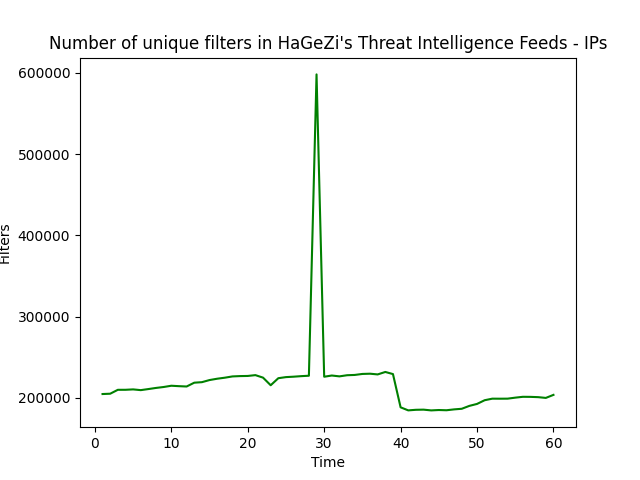 Number of unique filters in HaGeZi's Threat Intelligence Feeds - IPs
600000
500000
400000
300000
200000
Filters
0 10 20 30 40 50 60
Time